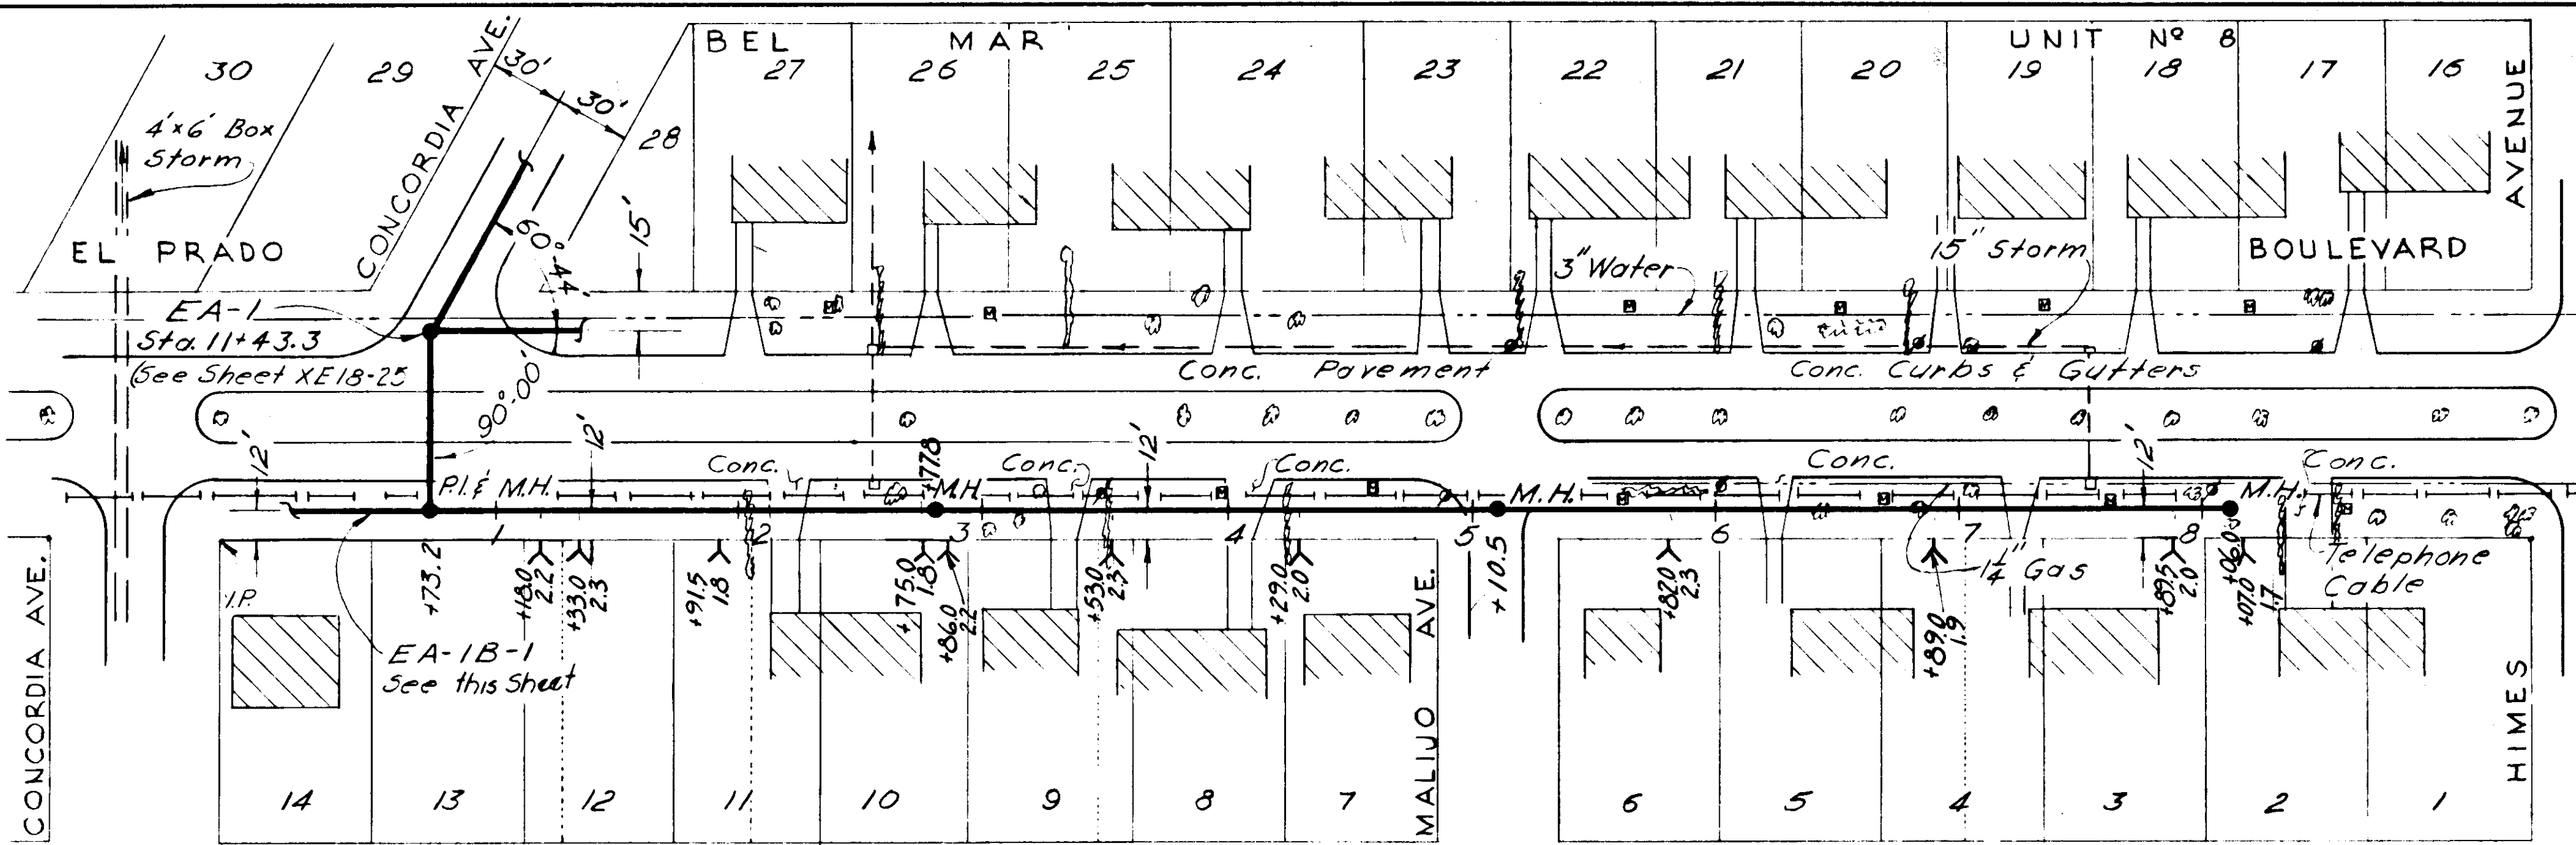 BEL MAR UNIT Nº 8
30 29 28 27 26 25 24 23 22 21 20 19 18 17 16
CONCORDIA AVE.
30'
30'
4'x6' Box
Storm
EL PRADO
BOULEVARD
AVENUE
60°-44'
15'
3" Water
15" Storm
EA-1
Sta. 11+43.3
(See Sheet XE18-25
Conc. Pavement
Conc. Curbs & Gutters
90°-00'
12'
12'
12'
12'
+77.8
Conc.
Conc.
Conc.
Conc.
Conc.
P.I. & M.H.
M.H.
M.H.
M.H.
1 2 3 4 5 6 7 8
+73.2
+18.0
2.2
+33.0
2.3
+91.5
1.8
+75.0
1.8
+86.0
2.2
+53.0
2.3
+29.0
2.0
+10.5
+82.0
2.3
+89.0
1.9
1¼" Gas
+89.5
2.0
+06.0
+07.0
1.7
Telephone
Cable
I.P.
EA-1B-1
See this Sheet
CONCORDIA AVE.
MALIJO AVE.
HIMES
14 13 12 11 10 9 8 7 6 5 4 3 2 1